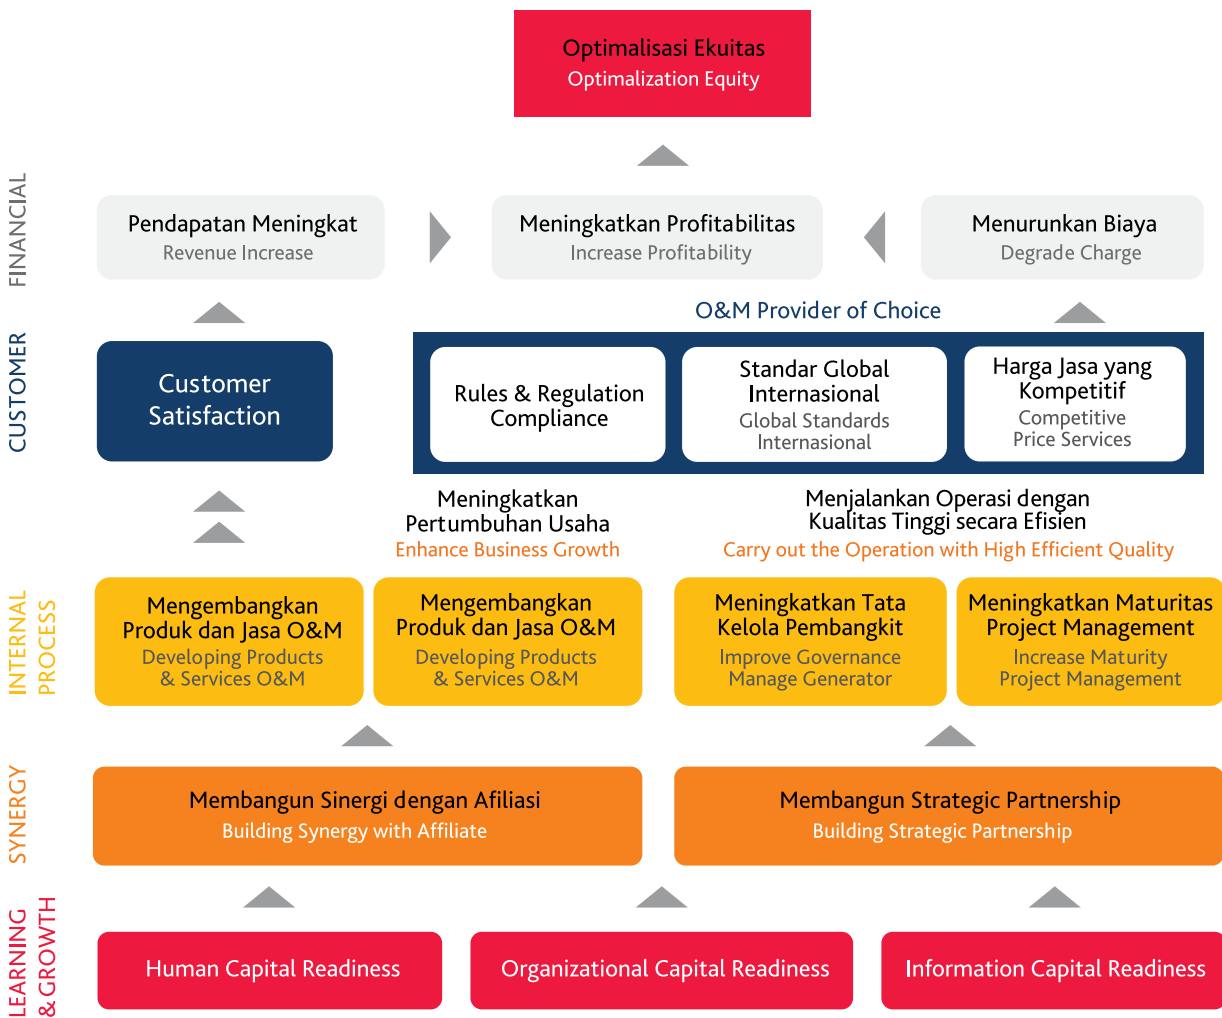 Optimalisasi Ekuitas
Optimalization Equity
FINANCIAL
Pendapatan Meningkat
Revenue Increase
Meningkatkan Profitabilitas
Increase Profitability
Menurunkan Biaya
Degrade Charge
CUSTOMER
Customer
Satisfaction
O&M Provider of Choice
Rules & Regulation
Compliance
Standar Global
Internasional
Global Standards
Internasional
Harga Jasa yang
Kompetitif
Competitive
Price Services
Meningkatkan
Pertumbuhan Usaha
Enhance Business Growth
Menjalankan Operasi dengan
Kualitas Tinggi secara Efisien
Carry out the Operation with High Efficient Quality
INTERNAL
PROCESS
Mengembangkan
Produk dan Jasa O&M
Developing Products
& Services O&M
Mengembangkan
Produk dan Jasa O&M
Developing Products
& Services O&M
Meningkatkan Tata
Kelola Pembangkit
Improve Governance
Manage Generator
Meningkatkan Maturitas
Project Management
Increase Maturity
Project Management
SYNERGY
Membangun Sinergi dengan Afiliasi
Building Synergy with Affiliate
Membangun Strategic Partnership
Building Strategic Partnership
LEARNING
& GROWTH
Human Capital Readiness
Organizational Capital Readiness
Information Capital Readiness